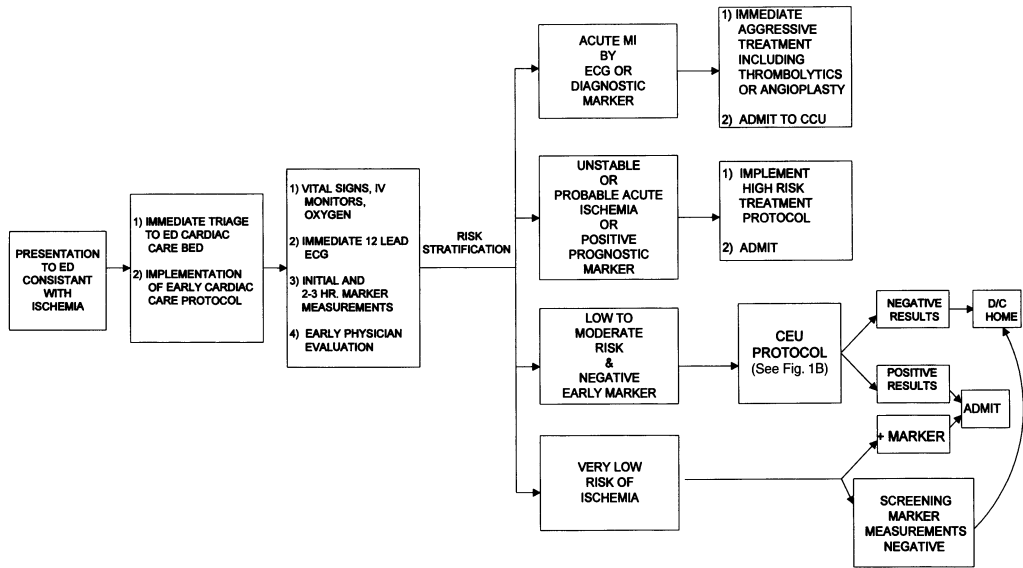 PRESENTATION
TO ED
CONSISTANT
WITH
ISCHEMIA
1) IMMEDIATE TRIAGE
TO ED CARDIAC
CARE BED
2) IMPLEMENTATION
OF EARLY CARDIAC
CARE PROTOCOL
1) VITAL SIGNS, IV
MONITORS,
OXYGEN
2) IMMEDIATE 12 LEAD
ECG
3) INITIAL AND
2-3 HR. MARKER
MEASUREMENTS
4) EARLY PHYSICIAN
EVALUATION
RISK
STRATIFICATION
ACUTE MI
BY
ECG OR
DIAGNOSTIC
MARKER
1) IMMEDIATE
AGGRESSIVE
TREATMENT
INCLUDING
THROMBOLYTICS
OR ANGIOPLASTY
2) ADMIT TO CCU
UNSTABLE
OR
PROBABLE ACUTE
ISCHEMIA
OR
POSITIVE
PROGNOSTIC
MARKER
1) IMPLEMENT
HIGH RISK
TREATMENT
PROTOCOL
2) ADMIT
LOW TO
MODERATE
RISK
&
NEGATIVE
EARLY MARKER
CEU
PROTOCOL
(See Fig. 1B)
NEGATIVE
RESULTS
D/C
HOME
POSITIVE
RESULTS
ADMIT
+ MARKER
VERY LOW
RISK OF
ISCHEMIA
SCREENING
MARKER
MEASUREMENTS
NEGATIVE